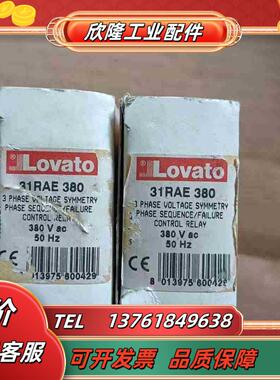 欣隆工业配件
Lovato
31RAE 380
3 PHASE VOLTAGE SYMMETRY
PHASE SEQUENCE/FAILURE
CONTROL RELAY
380 V ac
50 Hz
013975 600429
Lovato
31RAE 380
3 PHASE VOLTAGE SYMMETRY
PHASE SEQUENCE/FAILURE
CONTROL RELAY
380 V ac
50 Hz
8 013975 60042
价
客服
TEL 13761849638
可开发票 品质保障